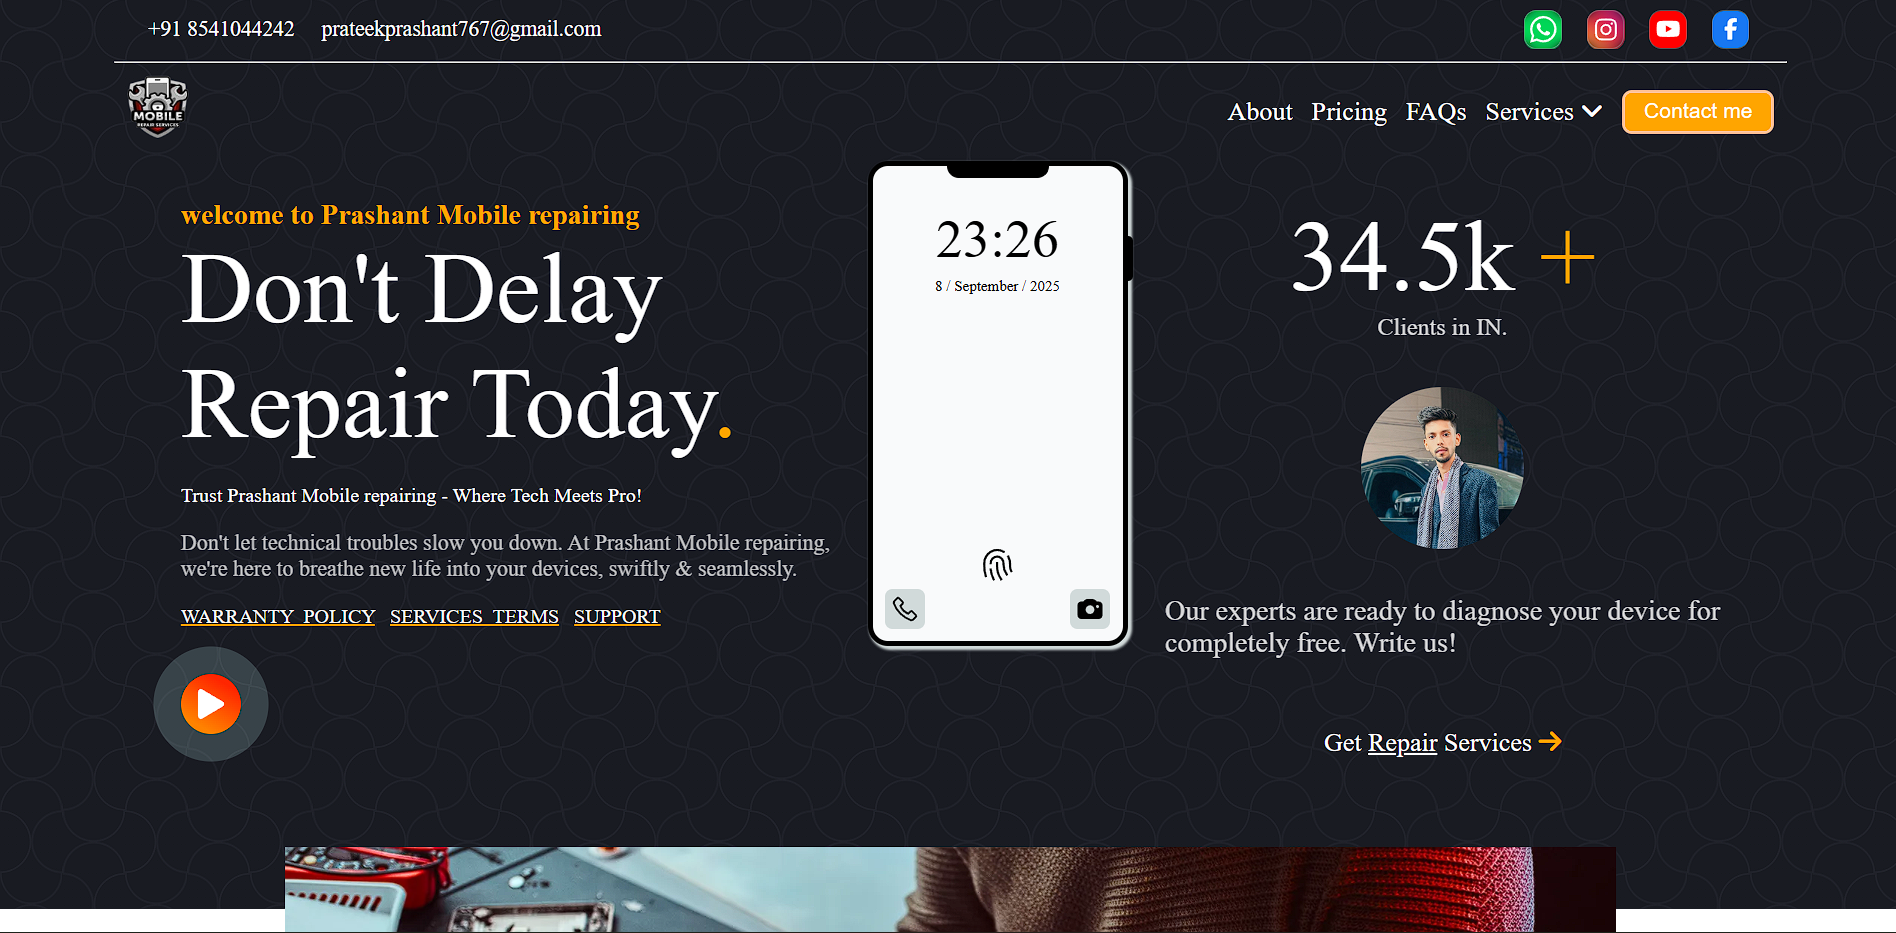 +91 8541044242 prateekprashant767@gmail.com
MOBILE
REPAIR SERVICES
About Pricing FAQs Services Contact me
welcome to Prashant Mobile repairing
Don't Delay
Repair Today.
Trust Prashant Mobile repairing - Where Tech Meets Pro!
Don't let technical troubles slow you down. At Prashant Mobile repairing,
we're here to breathe new life into your devices, swiftly & seamlessly.
WARRANTY POLICY SERVICES TERMS SUPPORT
23:26
8 / September / 2025
34.5k +
Clients in IN.
Our experts are ready to diagnose your device for
completely free. Write us!
Get Repair Services